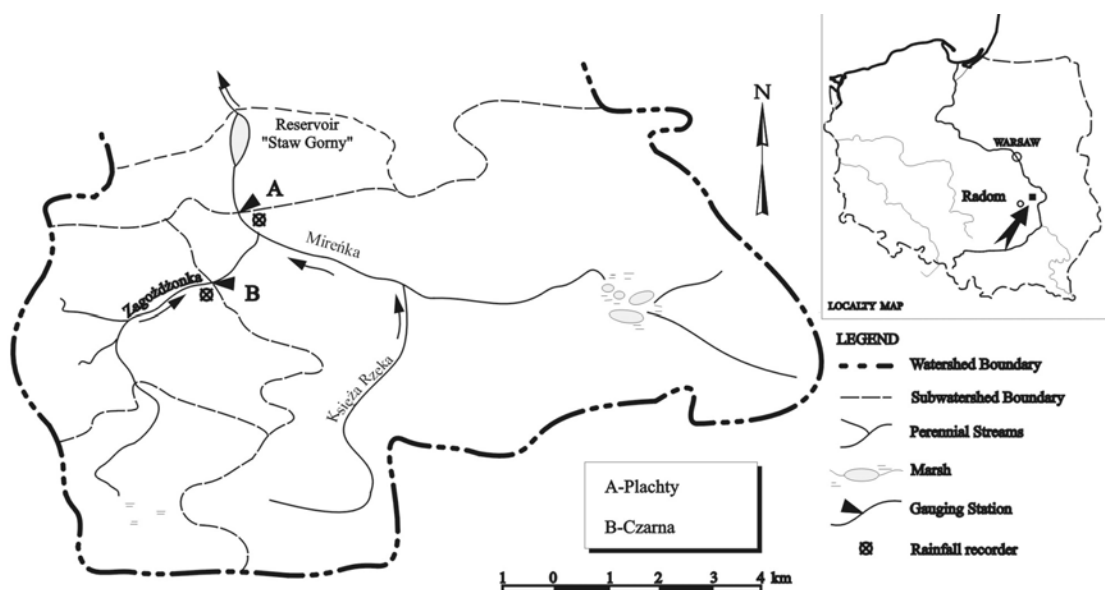 Reservoir
"Staw Gorny"
A
Mireńka
Zagożdżonka
B
Księża Rzeka
N
WARSAW
Radom
LOCALTY MAP
LEGEND
Watershed Boundary
Subwatershed Boundary
Perennial Streams
Marsh
Gauging Station
Rainfall recorder
A-Plachty
B-Czarna
1 0 1 2 3 4 km